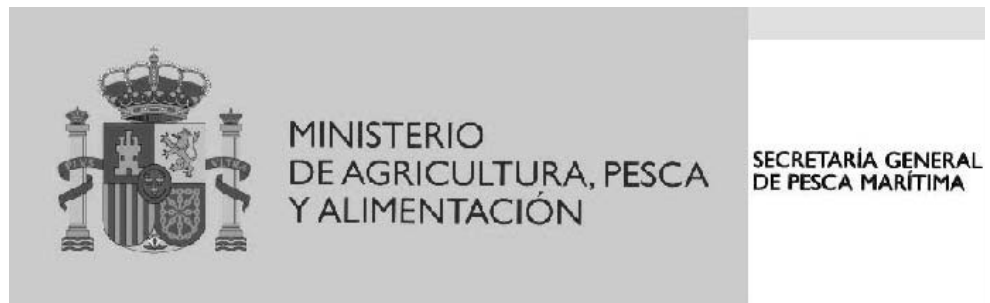 MINISTERIO
DE AGRICULTURA, PESCA
Y ALIMENTACIÓN
SECRETARÍA GENERAL
DE PESCA MARÍTIMA